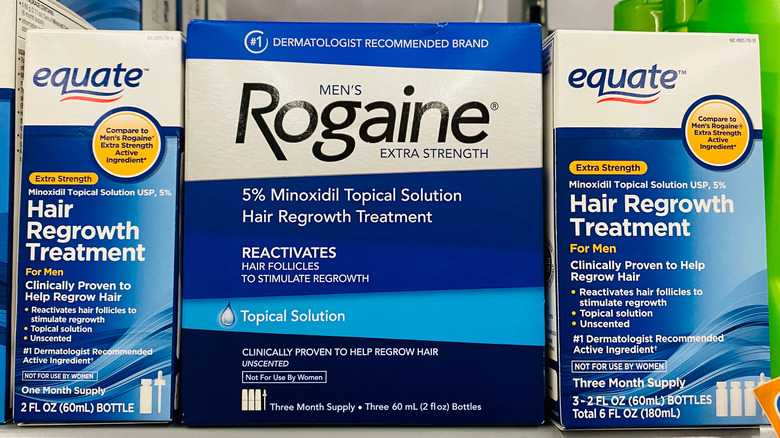 equate™
Compare to
Men's Rogaine®
Extra Strength
Active
Ingredient*
Extra Strength
Minoxidil Topical Solution USP, 5%
Hair
Regrowth
Treatment
For Men
Clinically Proven to
Help Regrow Hair
• Reactivates hair follicles to
stimulate regrowth
• Topical solution
• Unscented
#1 Dermatologist Recommended
Active Ingredient†
NOT FOR USE BY WOMEN
One Month Supply
2 FL OZ (60mL) BOTTLE
#1 DERMATOLOGIST RECOMMENDED BRAND
MEN'S
Rogaine®
EXTRA STRENGTH
5% Minoxidil Topical Solution
Hair Regrowth Treatment
REACTIVATES
HAIR FOLLICLES
TO STIMULATE REGROWTH
Topical Solution
CLINICALLY PROVEN TO HELP REGROW HAIR
UNSCENTED
Not For Use By Women
Three Month Supply • Three 60 mL (2 fl oz) Bottles
equate™
Compare to
Men's Rogaine®
Extra Strength
Active
Ingredient*
Extra Strength
Minoxidil Topical Solution USP, 5%
Hair Regrowth
Treatment
For Men
Clinically Proven to Help
Regrow Hair
• Reactivates hair follicles to
stimulate regrowth
• Topical solution
• Unscented
#1 Dermatologist Recommended
Active Ingredient†
NOT FOR USE BY WOMEN
Three Month Supply
3-2 FL OZ (60mL) BOTTLES
Total 6 FL OZ (180mL)